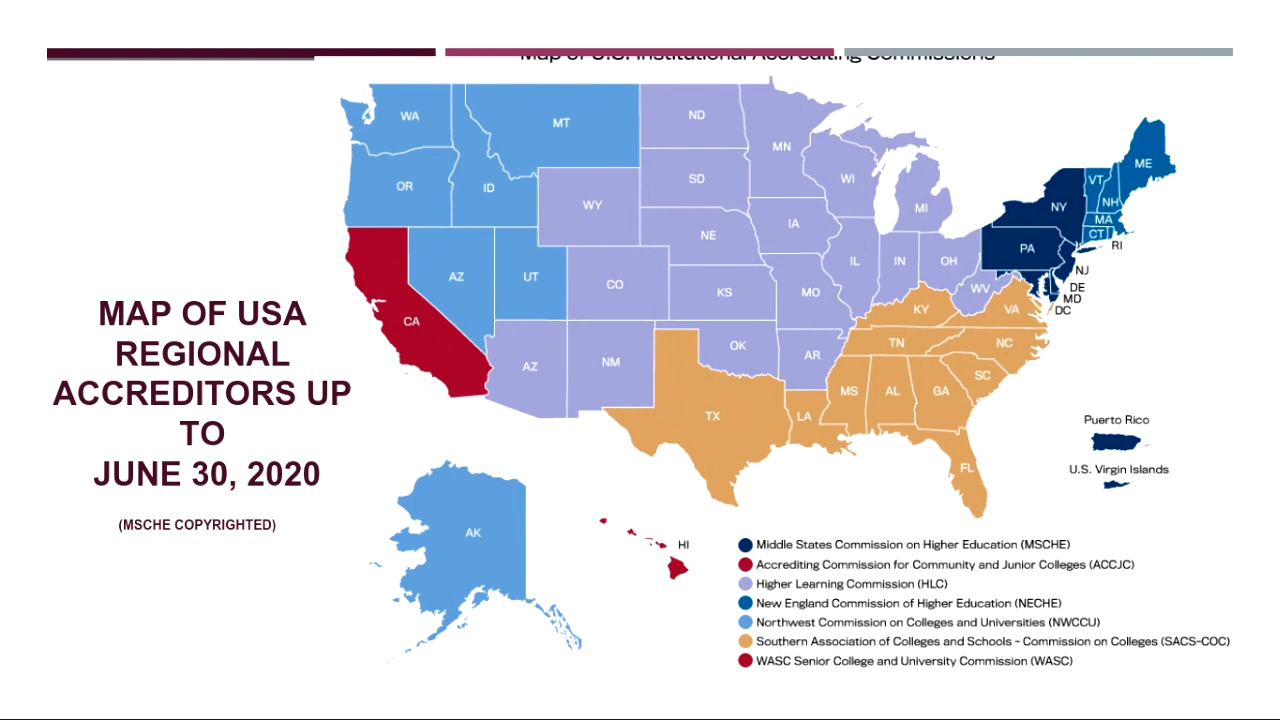 Map of U.S. Institutional Accrediting Commissions
WA
MT
ND
MN
ME
OR
ID
SD
WI
VT
NH
WY
MI
NY
MA
CT
RI
NE
IA
PA
AZ
UT
CO
IL
IN
OH
NJ
KS
MO
WV
DE
MD
DC
CA
KY
VA
AZ
NM
OK
AR
TN
NC
SC
TX
LA
MS
AL
GA
FL
MAP OF USA
REGIONAL
ACCREDITORS UP
TO
JUNE 30, 2020
(MSCHE COPYRIGHTED)
Puerto Rico
U.S. Virgin Islands
AK
HI
Middle States Commission on Higher Education (MSCHE)
Accrediting Commission for Community and Junior Colleges (ACCJC)
Higher Learning Commission (HLC)
New England Commission of Higher Education (NECHE)
Northwest Commission on Colleges and Universities (NWCCU)
Southern Association of Colleges and Schools - Commission on Colleges (SACS-COC)
WASC Senior College and University Commission (WASC)